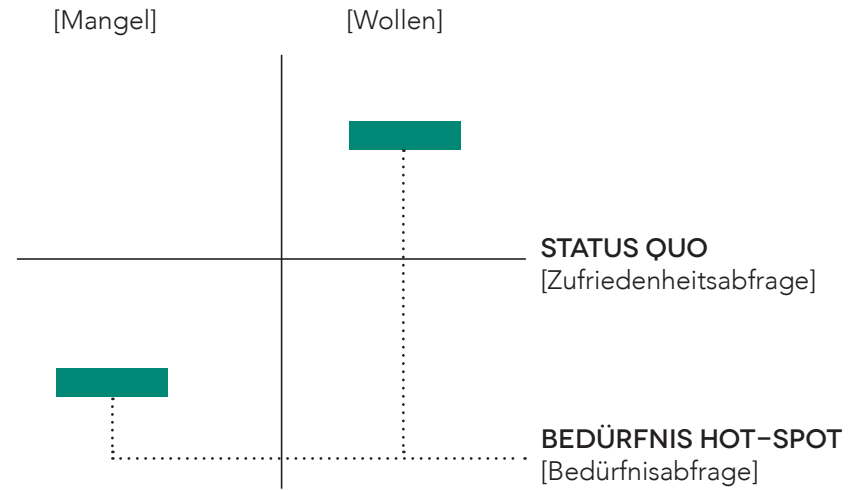 [Mangel]
[Wollen]
STATUS QUO
[Zufriedenheitsabfrage]
BEDÜRFNIS HOT-SPOT
[Bedürfnisabfrage]